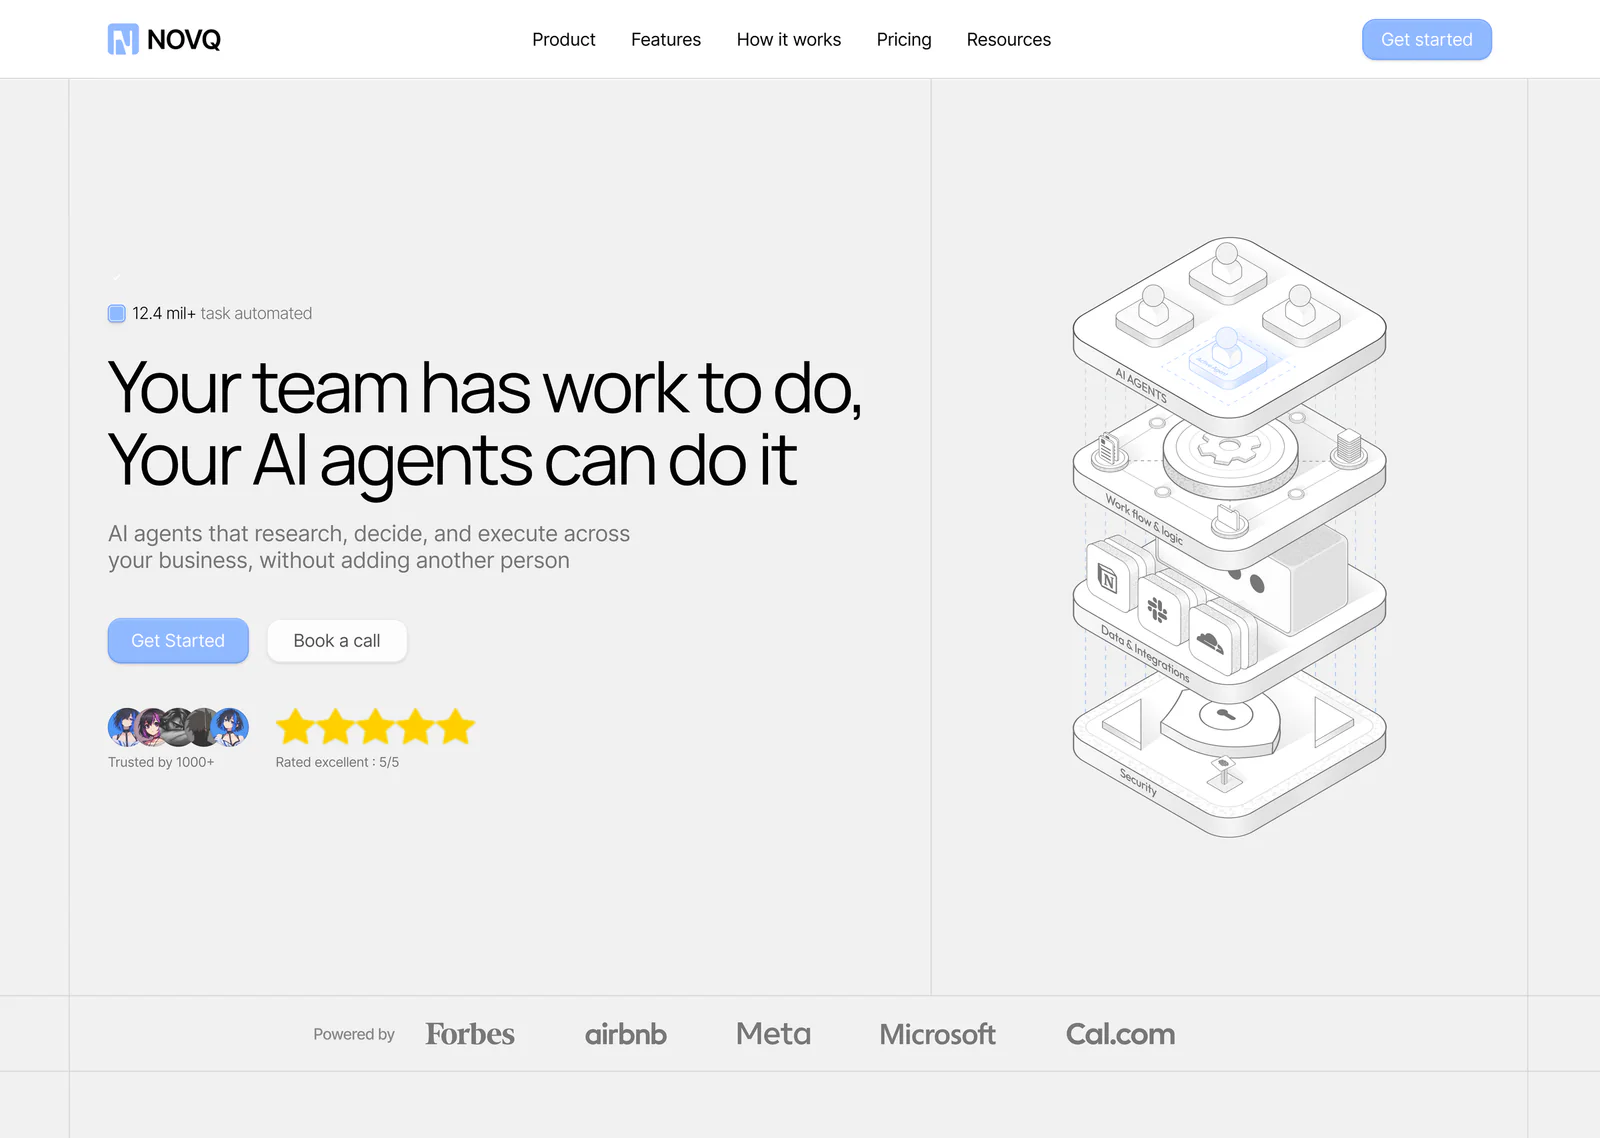 NOVQ
Product
Features
How it works
Pricing
Resources
Get started
12.4 mil+ task automated
Your team has work to do,
Your AI agents can do it
AI agents that research, decide, and execute across
your business, without adding another person
Get Started
Book a call
Trusted by 1000+
Rated excellent : 5/5
AI AGENTS
Work flow & logic
Data & Integrations
Security
Powered by
Forbes
airbnb
Meta
Microsoft
Cal.com